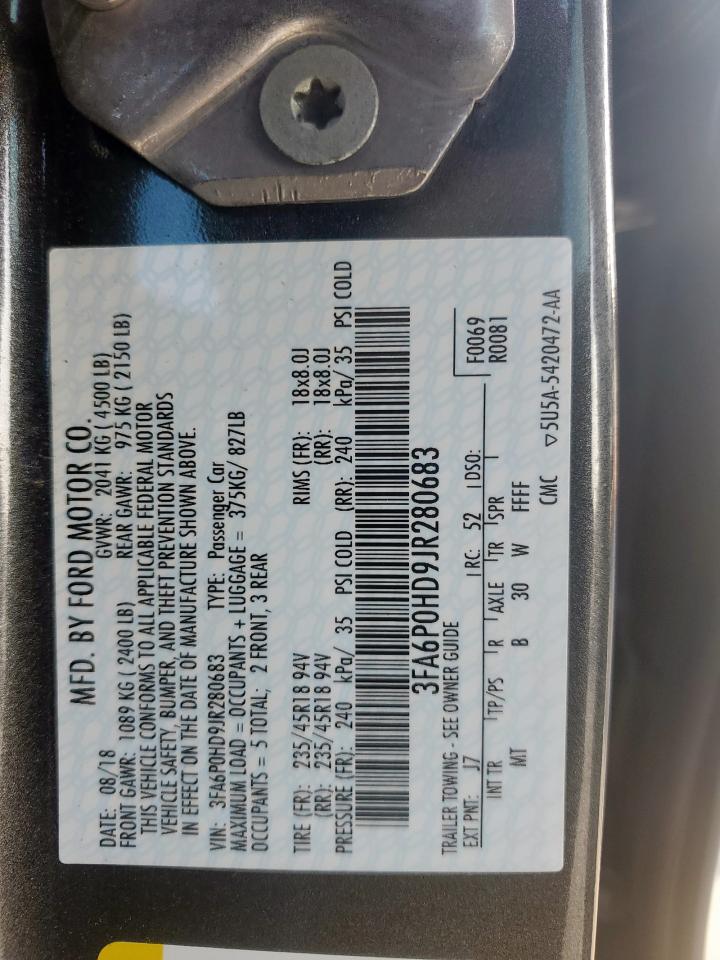 MFD. BY FORD MOTOR CO.
DATE: 08/18 GVWR: 2041 KG ( 4500 LB)
FRONT GAWR: 1089 KG ( 2400 LB) REAR GAWR: 975 KG ( 2150 LB)
THIS VEHICLE CONFORMS TO ALL APPLICABLE FEDERAL MOTOR
VEHICLE SAFETY, BUMPER, AND THEFT PREVENTION STANDARDS
IN EFFECT ON THE DATE OF MANUFACTURE SHOWN ABOVE.
VIN: 3FA6P0HD9JR280683 TYPE: Passenger Car
MAXIMUM LOAD = OCCUPANTS + LUGGAGE = 375KG/ 827LB
OCCUPANTS = 5 TOTAL; 2 FRONT, 3 REAR
TIRE (FR): 235/45R18 94V RIMS (FR): 18x8.0J
(RR): 235/45R18 94V (RR): 18x8.0J
PRESSURE (FR): 240 kPa/ 35 PSI COLD (RR): 240 kPa/ 35 PSI COLD
3FA6P0HD9JR280683
TRAILER TOWING - SEE OWNER GUIDE
F0069
EXT PNT: J7 RC: 52 DSO: R0081
INT TR TP/PS R AXLE TR SPR
MT B 30 W FFFF
CMC ▽5U5A-5420472-AA